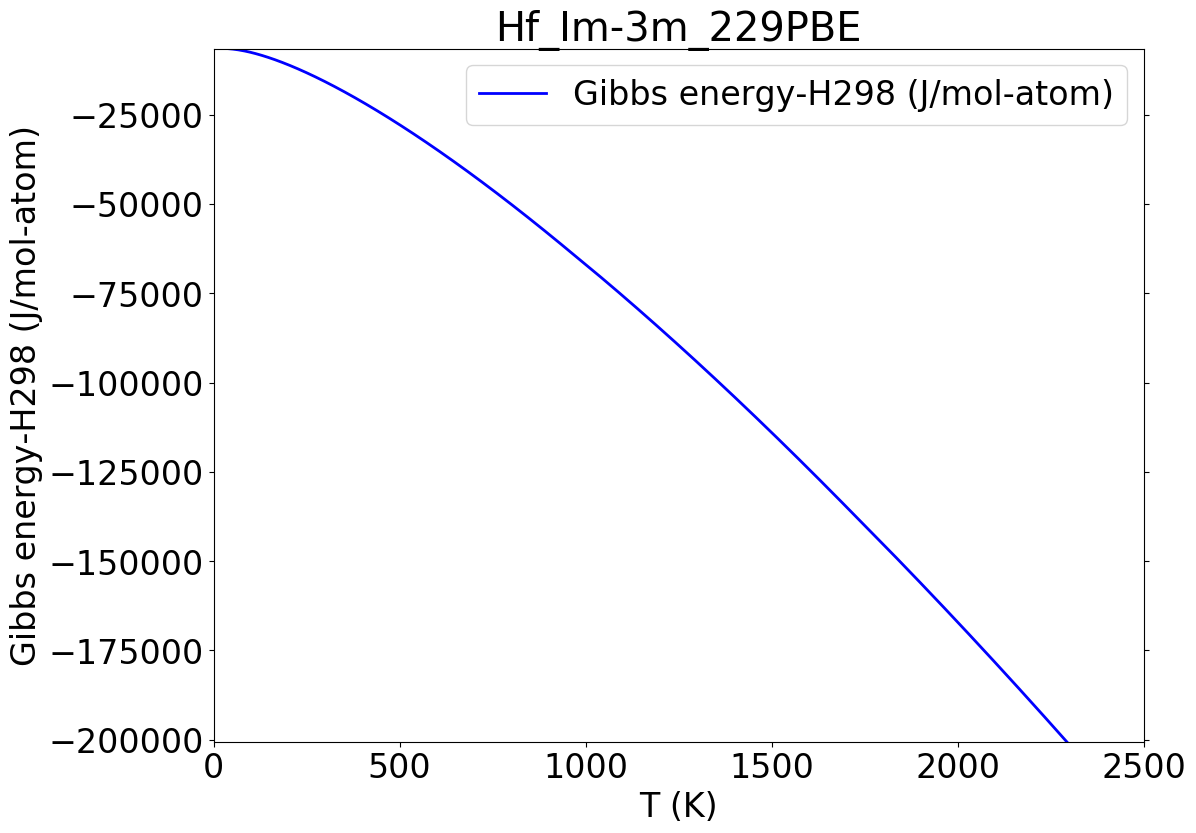 Hf_Im-3m_229PBE
Gibbs energy-H298 (J/mol-atom)
Gibbs energy-H298 (J/mol-atom)
−25000
−50000
−75000
−100000
−125000
−150000
−175000
−200000
0 500 1000 1500 2000 2500
T (K)